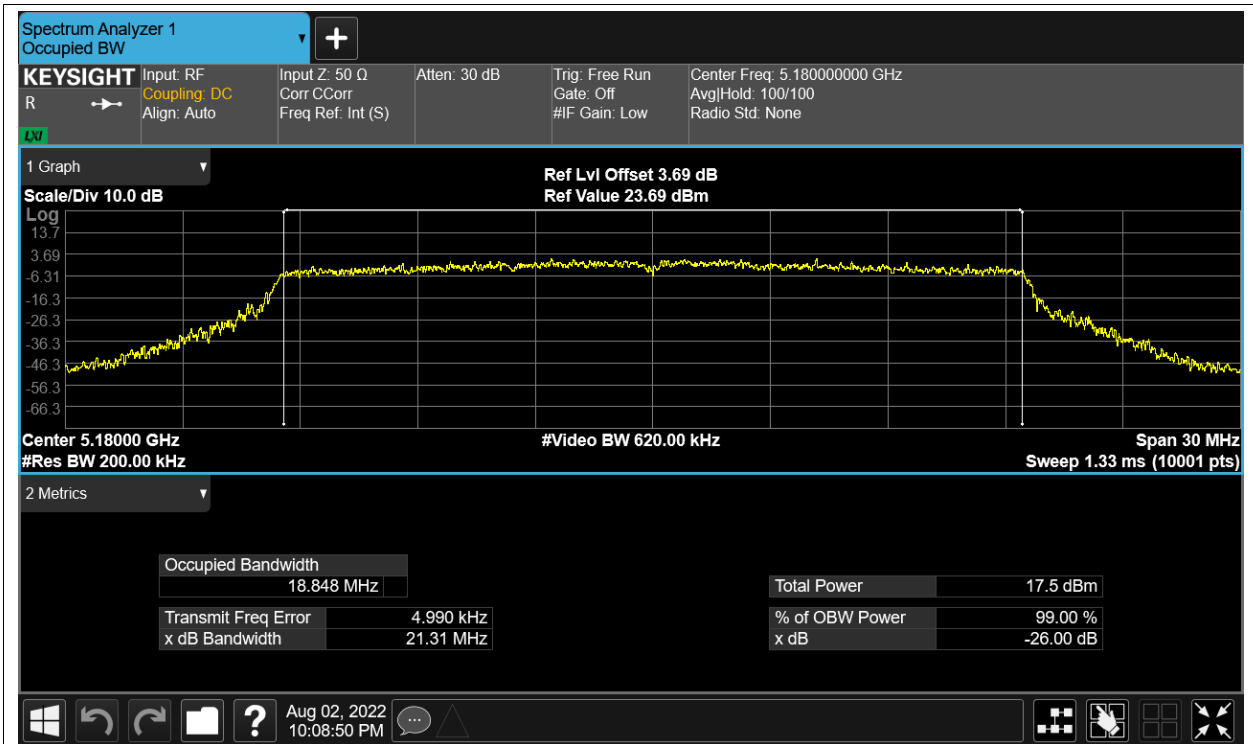 Spectrum Analyzer 1
Occupied BW
KEYSIGHT
R
LXI
Input: RF
Coupling: DC
Align: Auto
Input Z: 50 Ω
Corr CCorr
Freq Ref: Int (S)
Atten: 30 dB
Trig: Free Run
Gate: Off
#IF Gain: Low
Center Freq: 5.180000000 GHz
Avg|Hold: 100/100
Radio Std: None
1 Graph
Scale/Div 10.0 dB
Ref Lvl Offset 3.69 dB
Ref Value 23.69 dBm
Log
13.7
3.69
-6.31
-16.3
-26.3
-36.3
-46.3
-56.3
-66.3
Center 5.18000 GHz
#Video BW 620.00 kHz
Span 30 MHz
#Res BW 200.00 kHz
Sweep 1.33 ms (10001 pts)
2 Metrics
Occupied Bandwidth
18.848 MHz
Total Power 17.5 dBm
Transmit Freq Error 4.990 kHz
% of OBW Power 99.00 %
x dB Bandwidth 21.31 MHz
x dB -26.00 dB
?
Aug 02, 2022
10:08:50 PM